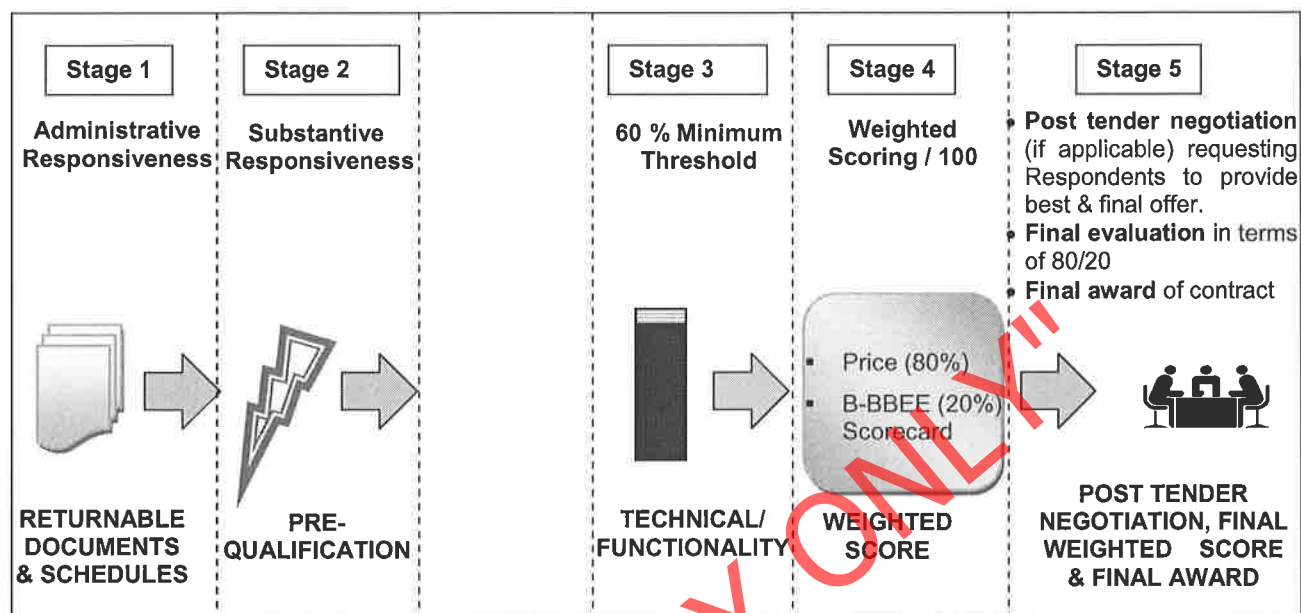 Stage 1
Administrative
Responsiveness
RETURNABLE
DOCUMENTS
& SCHEDULES
Stage 2
Substantive
Responsiveness
PRE-
QUALIFICATION
Stage 3
60 % Minimum
Threshold
TECHNICAL/
FUNCTIONALITY
Stage 4
Weighted
Scoring / 100
▪ Price (80%)
▪ B-BBEE (20%)
Scorecard
WEIGHTED
SCORE
Stage 5
• Post tender negotiation
(if applicable) requesting
Respondents to provide
best & final offer.
• Final evaluation in terms
of 80/20
• Final award of contract
POST TENDER
NEGOTIATION, FINAL
WEIGHTED SCORE
& FINAL AWARD
ONLY"